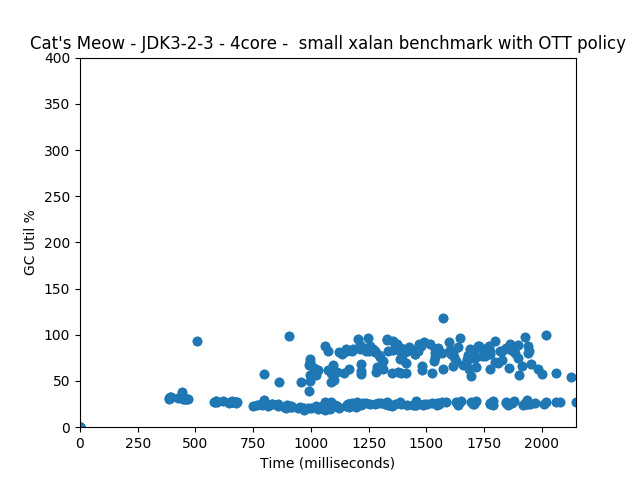 Cat's Meow - JDK3-2-3 - 4core -  small xalan benchmark with OTT policy
400
350
300
250
200
150
100
50
0
GC Util %
0 250 500 750 1000 1250 1500 1750 2000
Time (milliseconds)